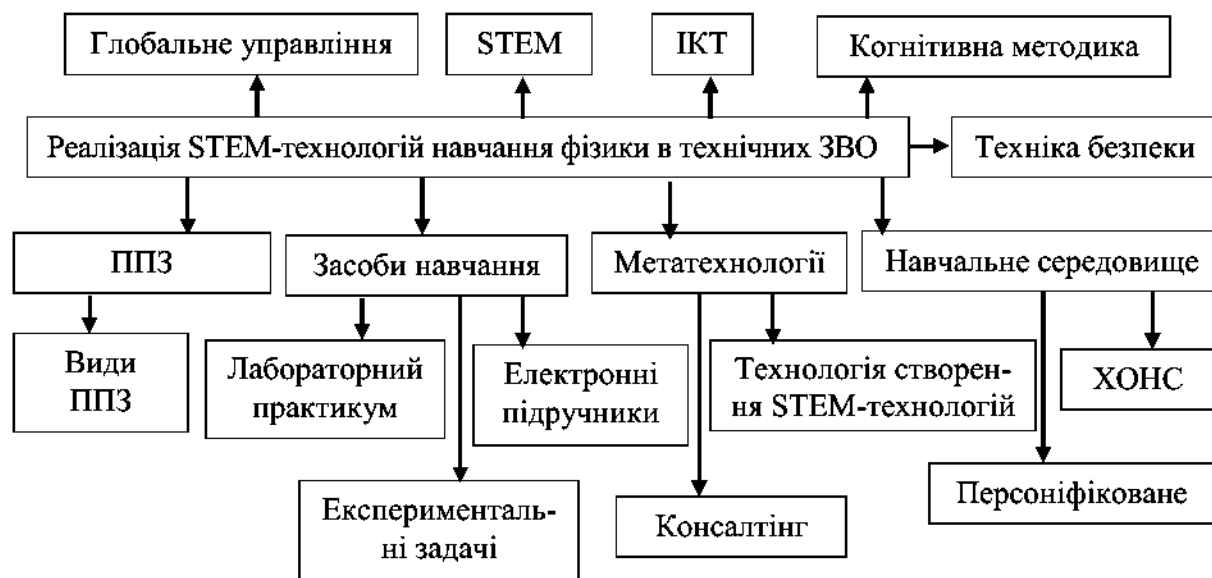 Глобальне управління
STEM
ІКТ
Когнітивна методика
Реалізація STEM-технологій навчання фізики в технічних ЗВО
Техніка безпеки
ППЗ
Засоби навчання
Метатехнології
Навчальне середовище
Види
ППЗ
Лабораторний
практикум
Електронні
підручники
Технологія створен-
ня STEM-технологій
ХОНС
Експерименталь-
ні задачі
Консалтінг
Персоніфіковане